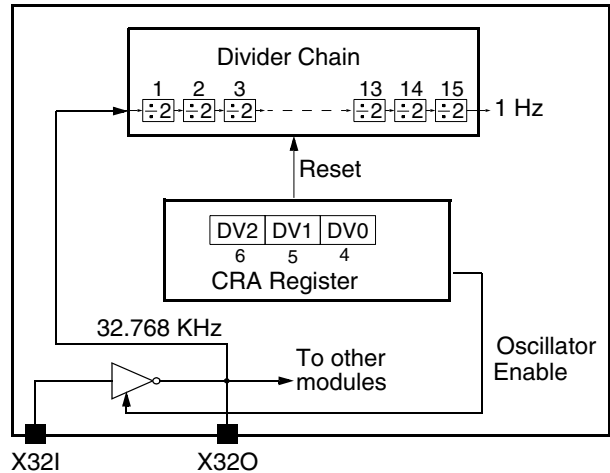 Divider Chain
1 2 3 13 14 15
÷2 ÷2 ÷2 ÷2 ÷2 ÷2 1 Hz
Reset
DV2 DV1 DV0
6 5 4
CRA Register
32.768 KHz
To other
modules
Oscillator
Enable
X32I X32O